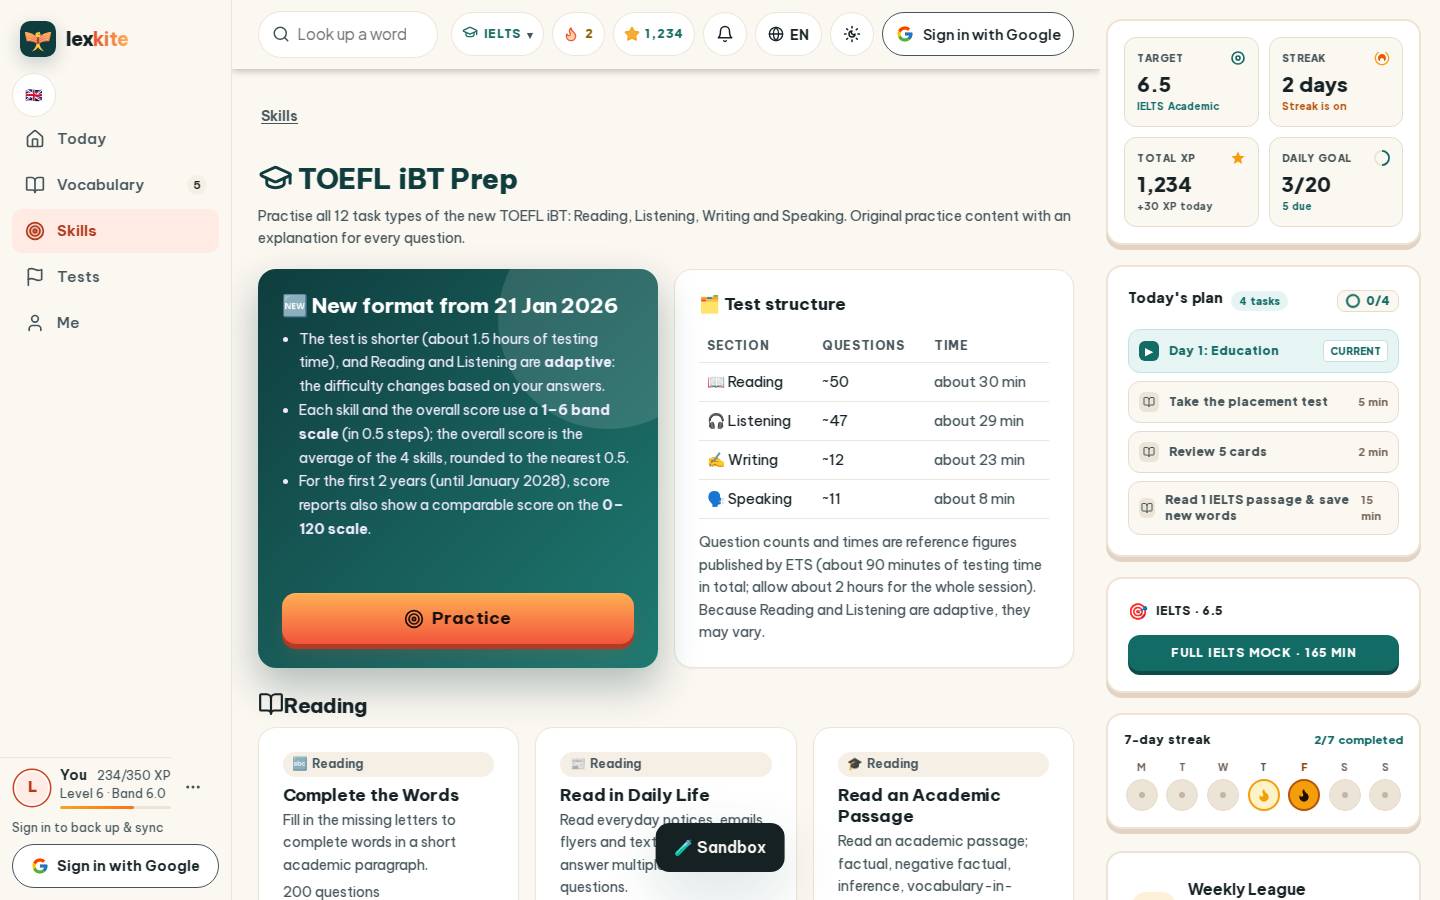 lexkite
Today
Vocabulary 5
Skills
Tests
Me
L
You 234/350 XP
Level 6 · Band 6.0
Sign in to back up & sync
Sign in with Google
Look up a word
IELTS ▾
2
1,234
EN
Sign in with Google
Skills
TOEFL iBT Prep
Practise all 12 task types of the new TOEFL iBT: Reading, Listening, Writing and Speaking. Original practice content with an
explanation for every question.
🆕 New format from 21 Jan 2026
• The test is shorter (about 1.5 hours of testing
time), and Reading and Listening are adaptive:
the difficulty changes based on your answers.
• Each skill and the overall score use a 1–6 band
scale (in 0.5 steps); the overall score is the
average of the 4 skills, rounded to the nearest 0.5.
• For the first 2 years (until January 2028), score
reports also show a comparable score on the 0–
120 scale.
Practice
Test structure
SECTION QUESTIONS TIME
Reading ~50 about 30 min
Listening ~47 about 29 min
Writing ~12 about 23 min
Speaking ~11 about 8 min
Question counts and times are reference figures
published by ETS (about 90 minutes of testing time
in total; allow about 2 hours for the whole session).
Because Reading and Listening are adaptive, they
may vary.
Reading
Reading
Complete the Words
Fill in the missing letters to
complete words in a short
academic paragraph.
200 questions
Reading
Read in Daily Life
Read everyday notices, emails,
flyers and text
answer multipl
questions.
Reading
Read an Academic
Passage
Read an academic passage;
factual, negative factual,
inference, vocabulary-in-
Sandbox
TARGET
6.5
IELTS Academic
STREAK
2 days
Streak is on
TOTAL XP
1,234
+30 XP today
DAILY GOAL
3/20
5 due
Today's plan 4 tasks 0/4
Day 1: Education CURRENT
Take the placement test 5 min
Review 5 cards 2 min
Read 1 IELTS passage & save 15
new words min
IELTS · 6.5
FULL IELTS MOCK · 165 MIN
7-day streak 2/7 completed
M T W T F S S
Weekly League